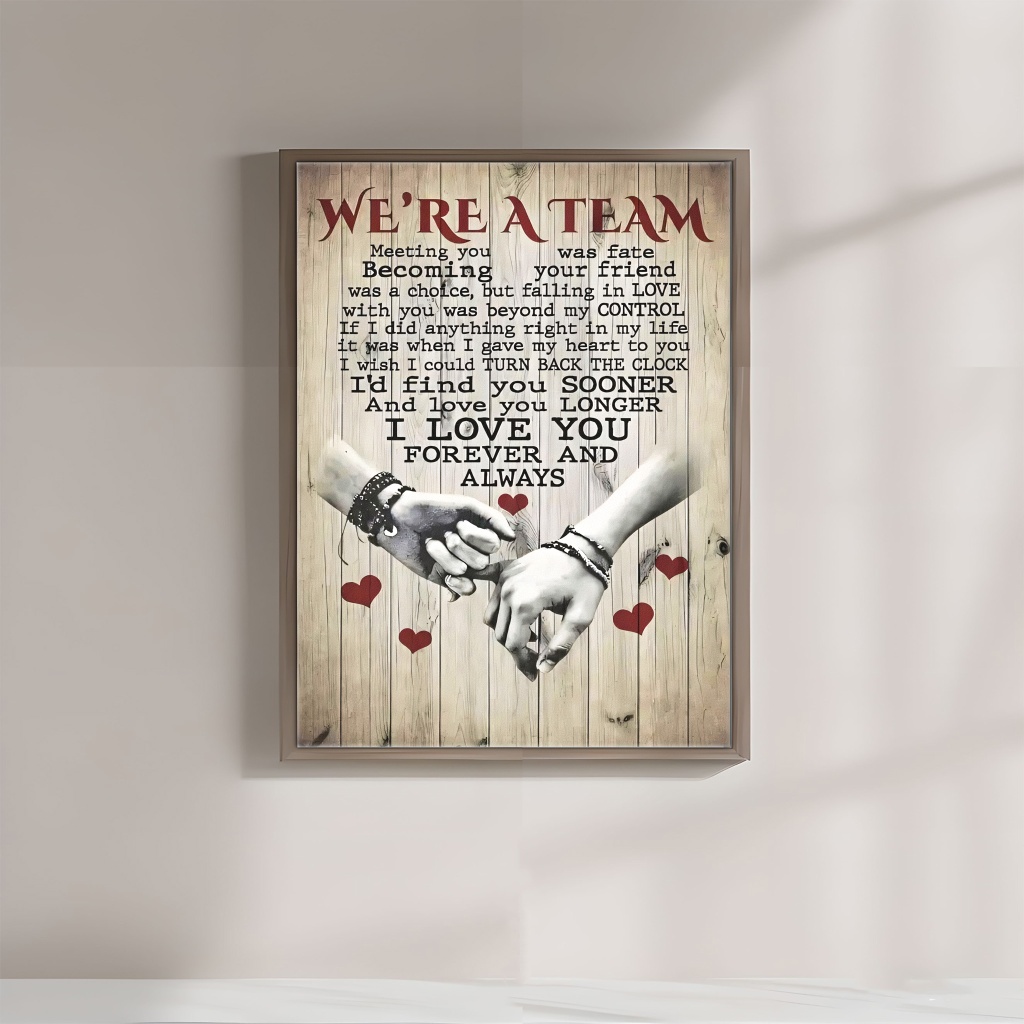 WE'RE A TEAM
Meeting you was fate
Becoming your friend
was a choice, but falling in LOVE
with you was beyond my CONTROL
If I did anything right in my life
it was when I gave my heart to you
I wish I could TURN BACK THE CLOCK
I'd find you SOONER
And love you LONGER
I LOVE YOU
FOREVER AND
ALWAYS